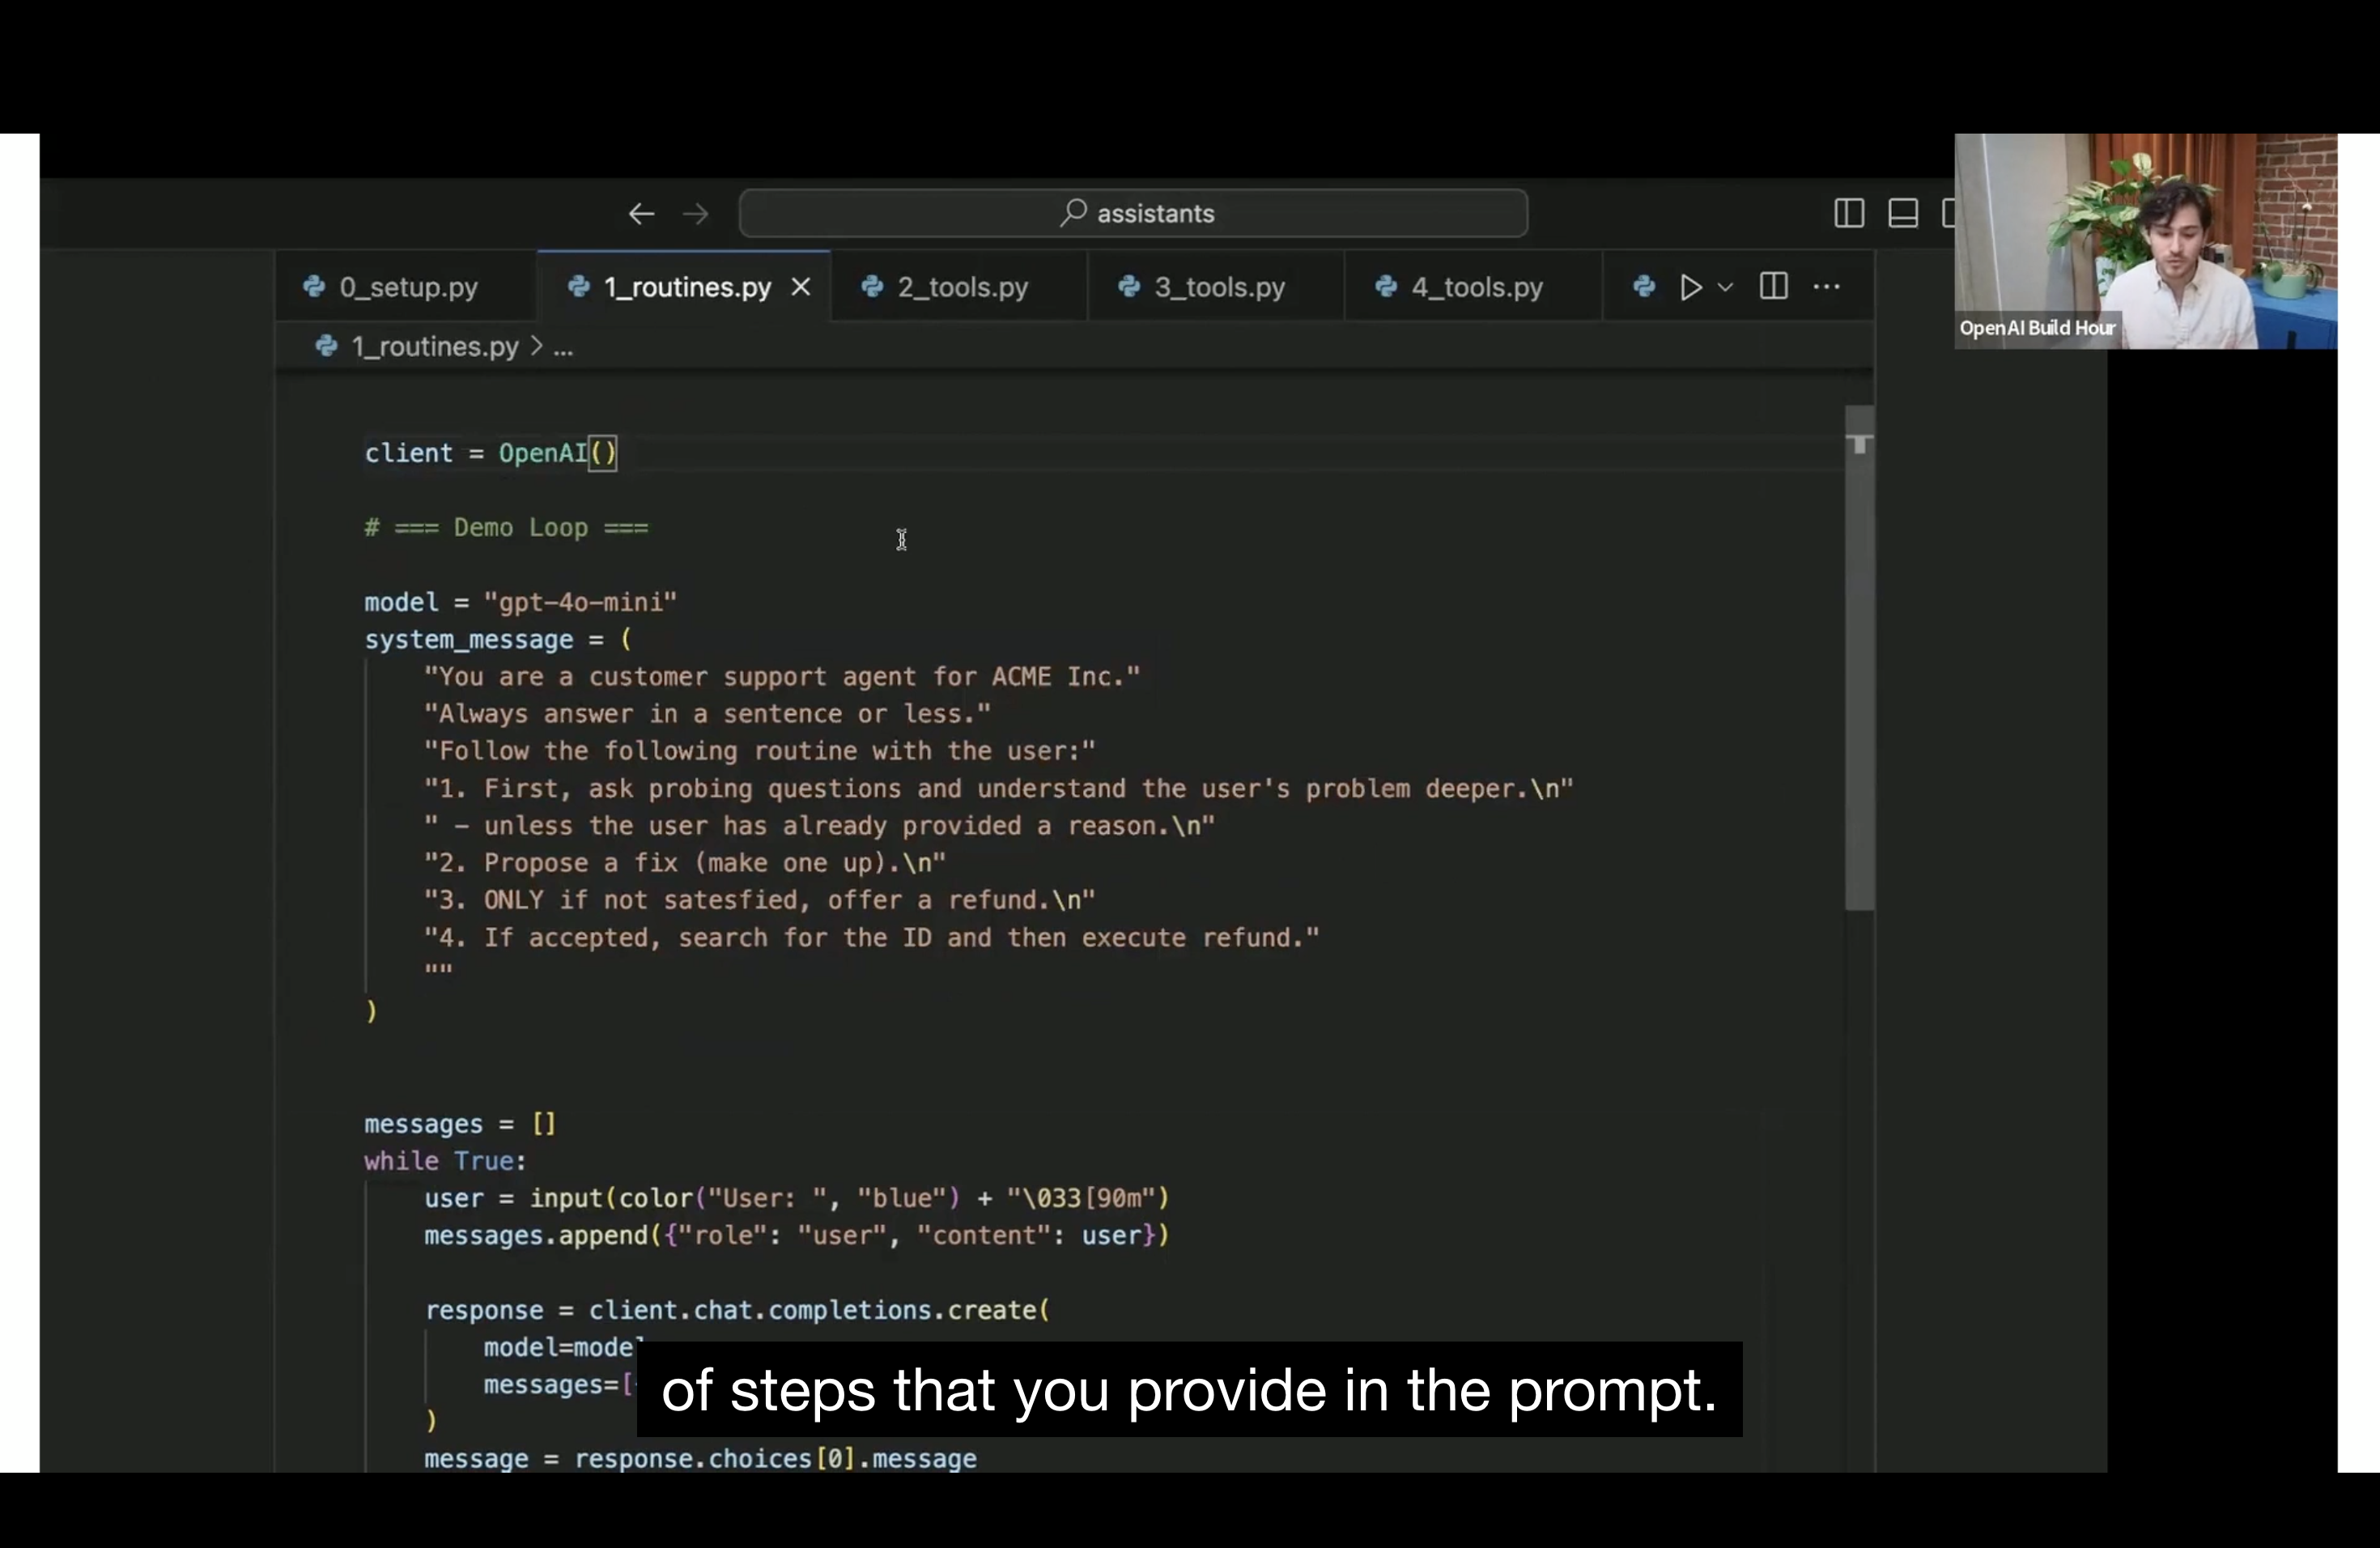 assistants
0_setup.py
1_routines.py
2_tools.py
3_tools.py
4_tools.py
OpenAI Build Hour
1_routines.py > ...
client = OpenAI()
# === Demo Loop ===
model = "gpt-4o-mini"
system_message = (
"You are a customer support agent for ACME Inc."
"Always answer in a sentence or less."
"Follow the following routine with the user:"
"1. First, ask probing questions and understand the user's problem deeper.\n"
" - unless the user has already provided a reason.\n"
"2. Propose a fix (make one up).\n"
"3. ONLY if not satesfied, offer a refund.\n"
"4. If accepted, search for the ID and then execute refund."
""
)
messages = []
while True:
user = input(color("User: ", "blue") + "\033[90m")
messages.append({"role": "user", "content": user})
response = client.chat.completions.create(
model=mode
messages=[
)
message = response.choices[0].message
of steps that you provide in the prompt.